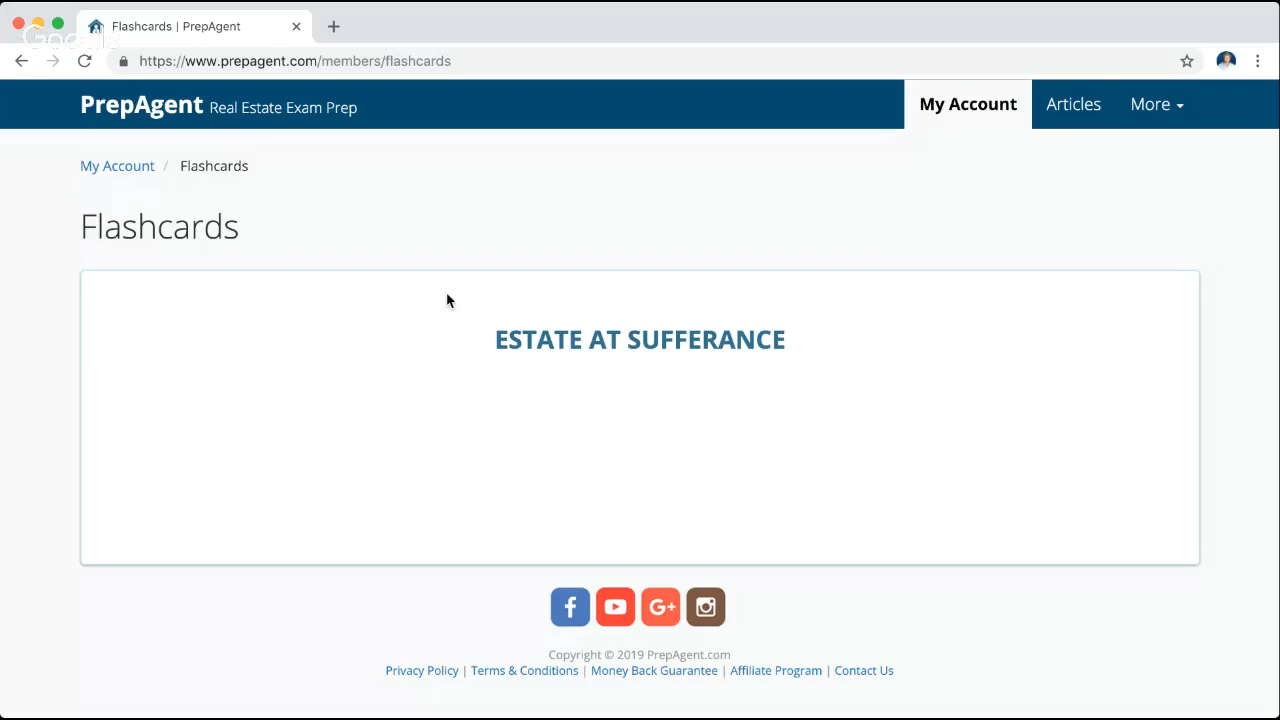 Flashcards | PrepAgent
Google
https://www.prepagent.com/members/flashcards
PrepAgent Real Estate Exam Prep
My Account Articles More
My Account / Flashcards
Flashcards
ESTATE AT SUFFERANCE
f G+
Copyright © 2019 PrepAgent.com
Privacy Policy | Terms & Conditions | Money Back Guarantee | Affiliate Program | Contact Us